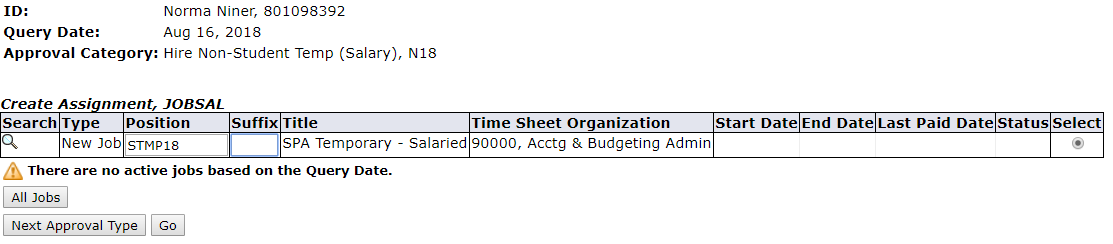 ID: Norma Niner, 801098392
Query Date: Aug 16, 2018
Approval Category: Hire Non-Student Temp (Salary), N18
Create Assignment, JOBSAL
Search Type Position Suffix Title Time Sheet Organization Start Date End Date Last Paid Date Status Select
New Job STMP18 SPA Temporary - Salaried 90000, Acctg & Budgeting Admin
There are no active jobs based on the Query Date.
All Jobs
Next Approval Type Go